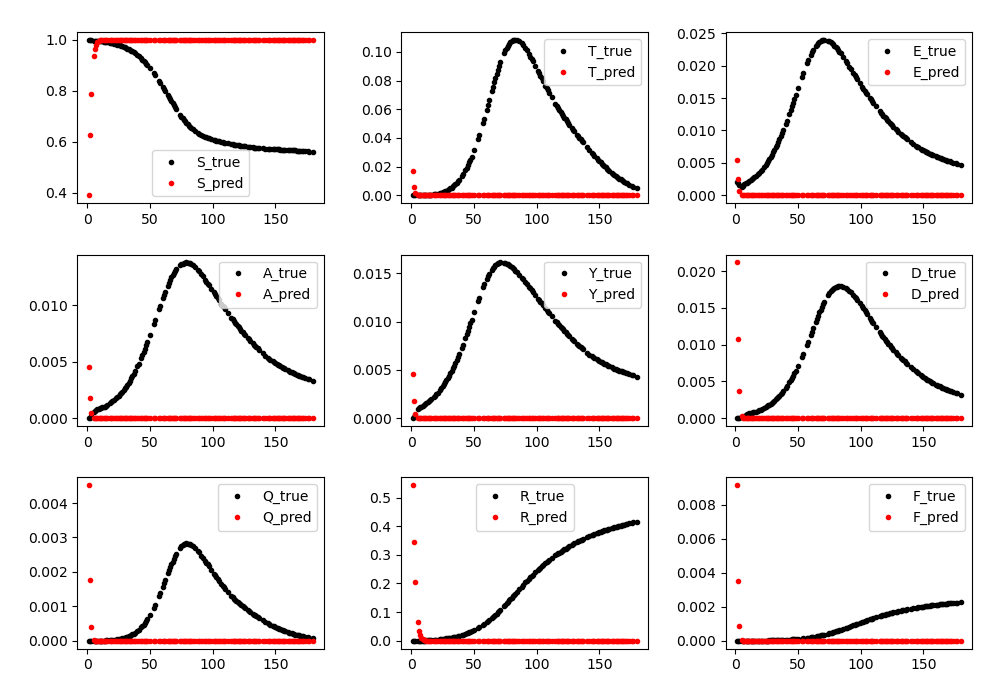 1.0
0.8
0.6
0.4
S_true
S_pred
0 50 100 150
0.10
0.08
0.06
0.04
0.02
0.00
T_true
T_pred
0 50 100 150
0.025
0.020
0.015
0.010
0.005
0.000
E_true
E_pred
0 50 100 150
0.010
0.005
0.000
A_true
A_pred
0 50 100 150
0.015
0.010
0.005
0.000
Y_true
Y_pred
0 50 100 150
0.020
0.015
0.010
0.005
0.000
D_true
D_pred
0 50 100 150
0.004
0.003
0.002
0.001
0.000
Q_true
Q_pred
0 50 100 150
0.5
0.4
0.3
0.2
0.1
0.0
R_true
R_pred
0 50 100 150
0.008
0.006
0.004
0.002
0.000
F_true
F_pred
0 50 100 150